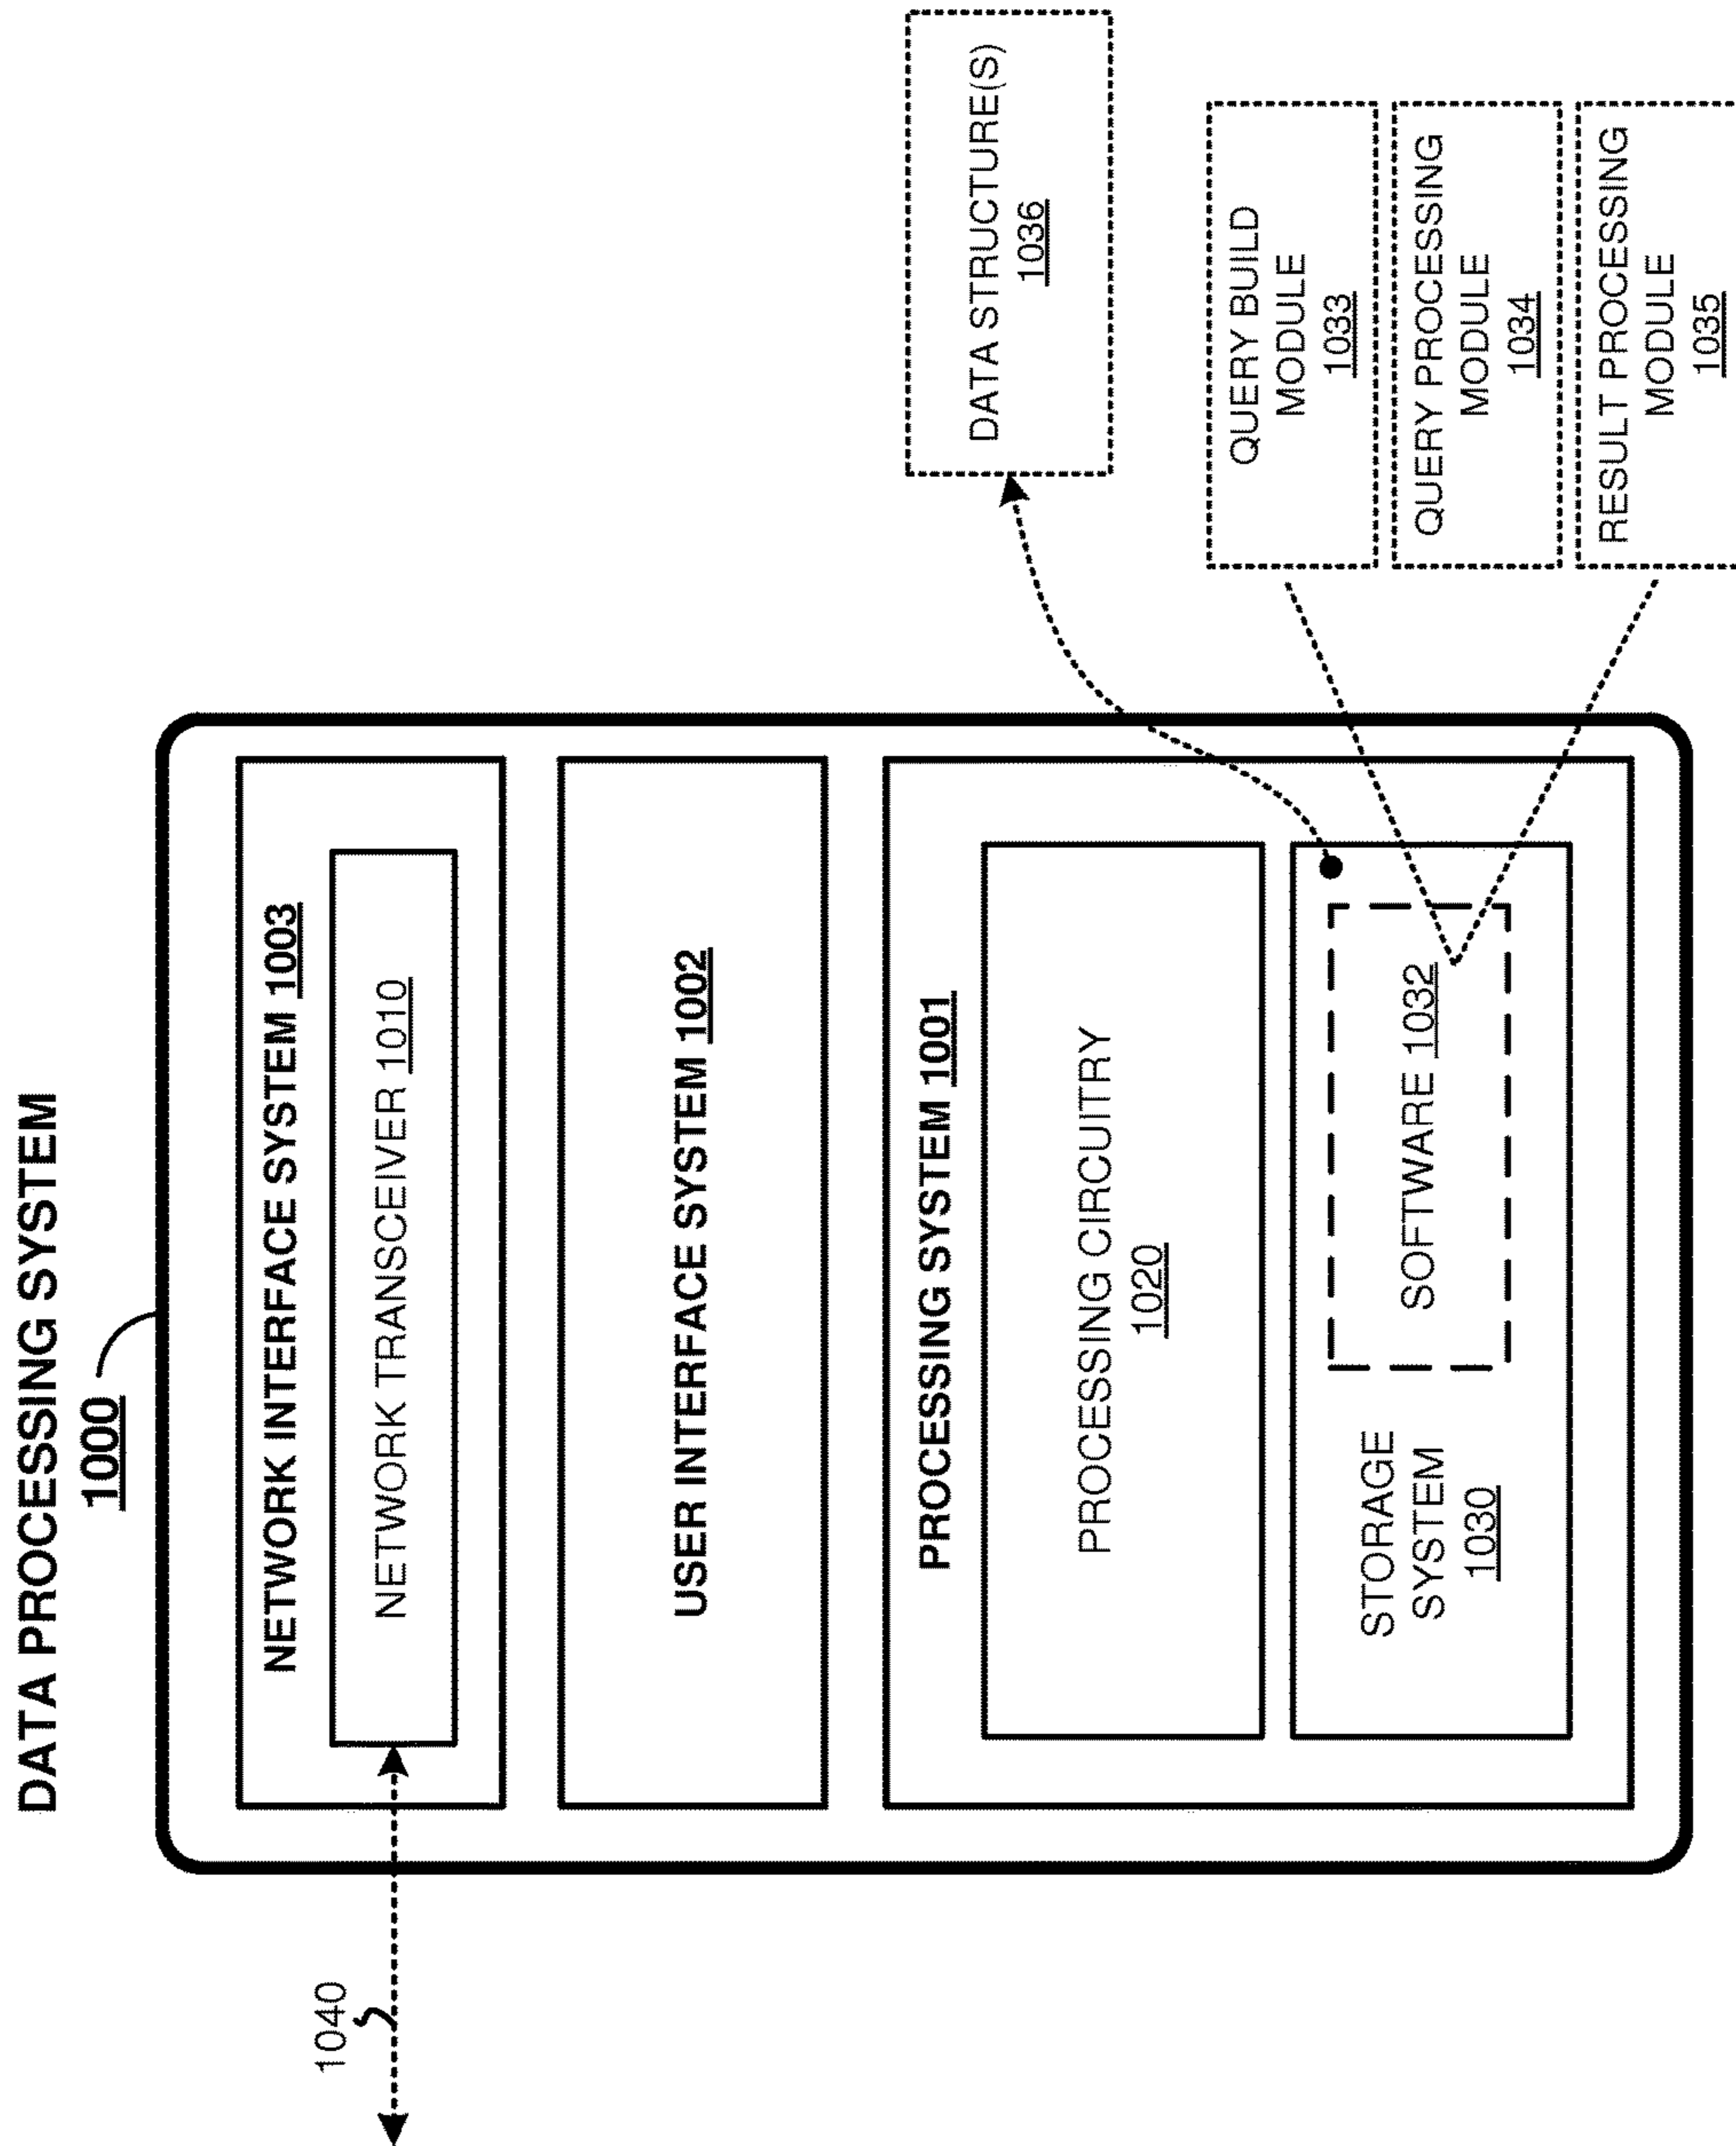 DATA PROCESSING SYSTEM
1000
NETWORK INTERFACE SYSTEM 1003
NETWORK TRANSCEIVER 1010
1040
USER INTERFACE SYSTEM 1002
PROCESSING SYSTEM 1001
PROCESSING CIRCUITRY
1020
STORAGE
SYSTEM
1030
SOFTWARE 1032
DATA STRUCTURE(S)
1036
QUERY BUILD
MODULE
1033
QUERY PROCESSING
MODULE
1034
RESULT PROCESSING
MODULE
1035